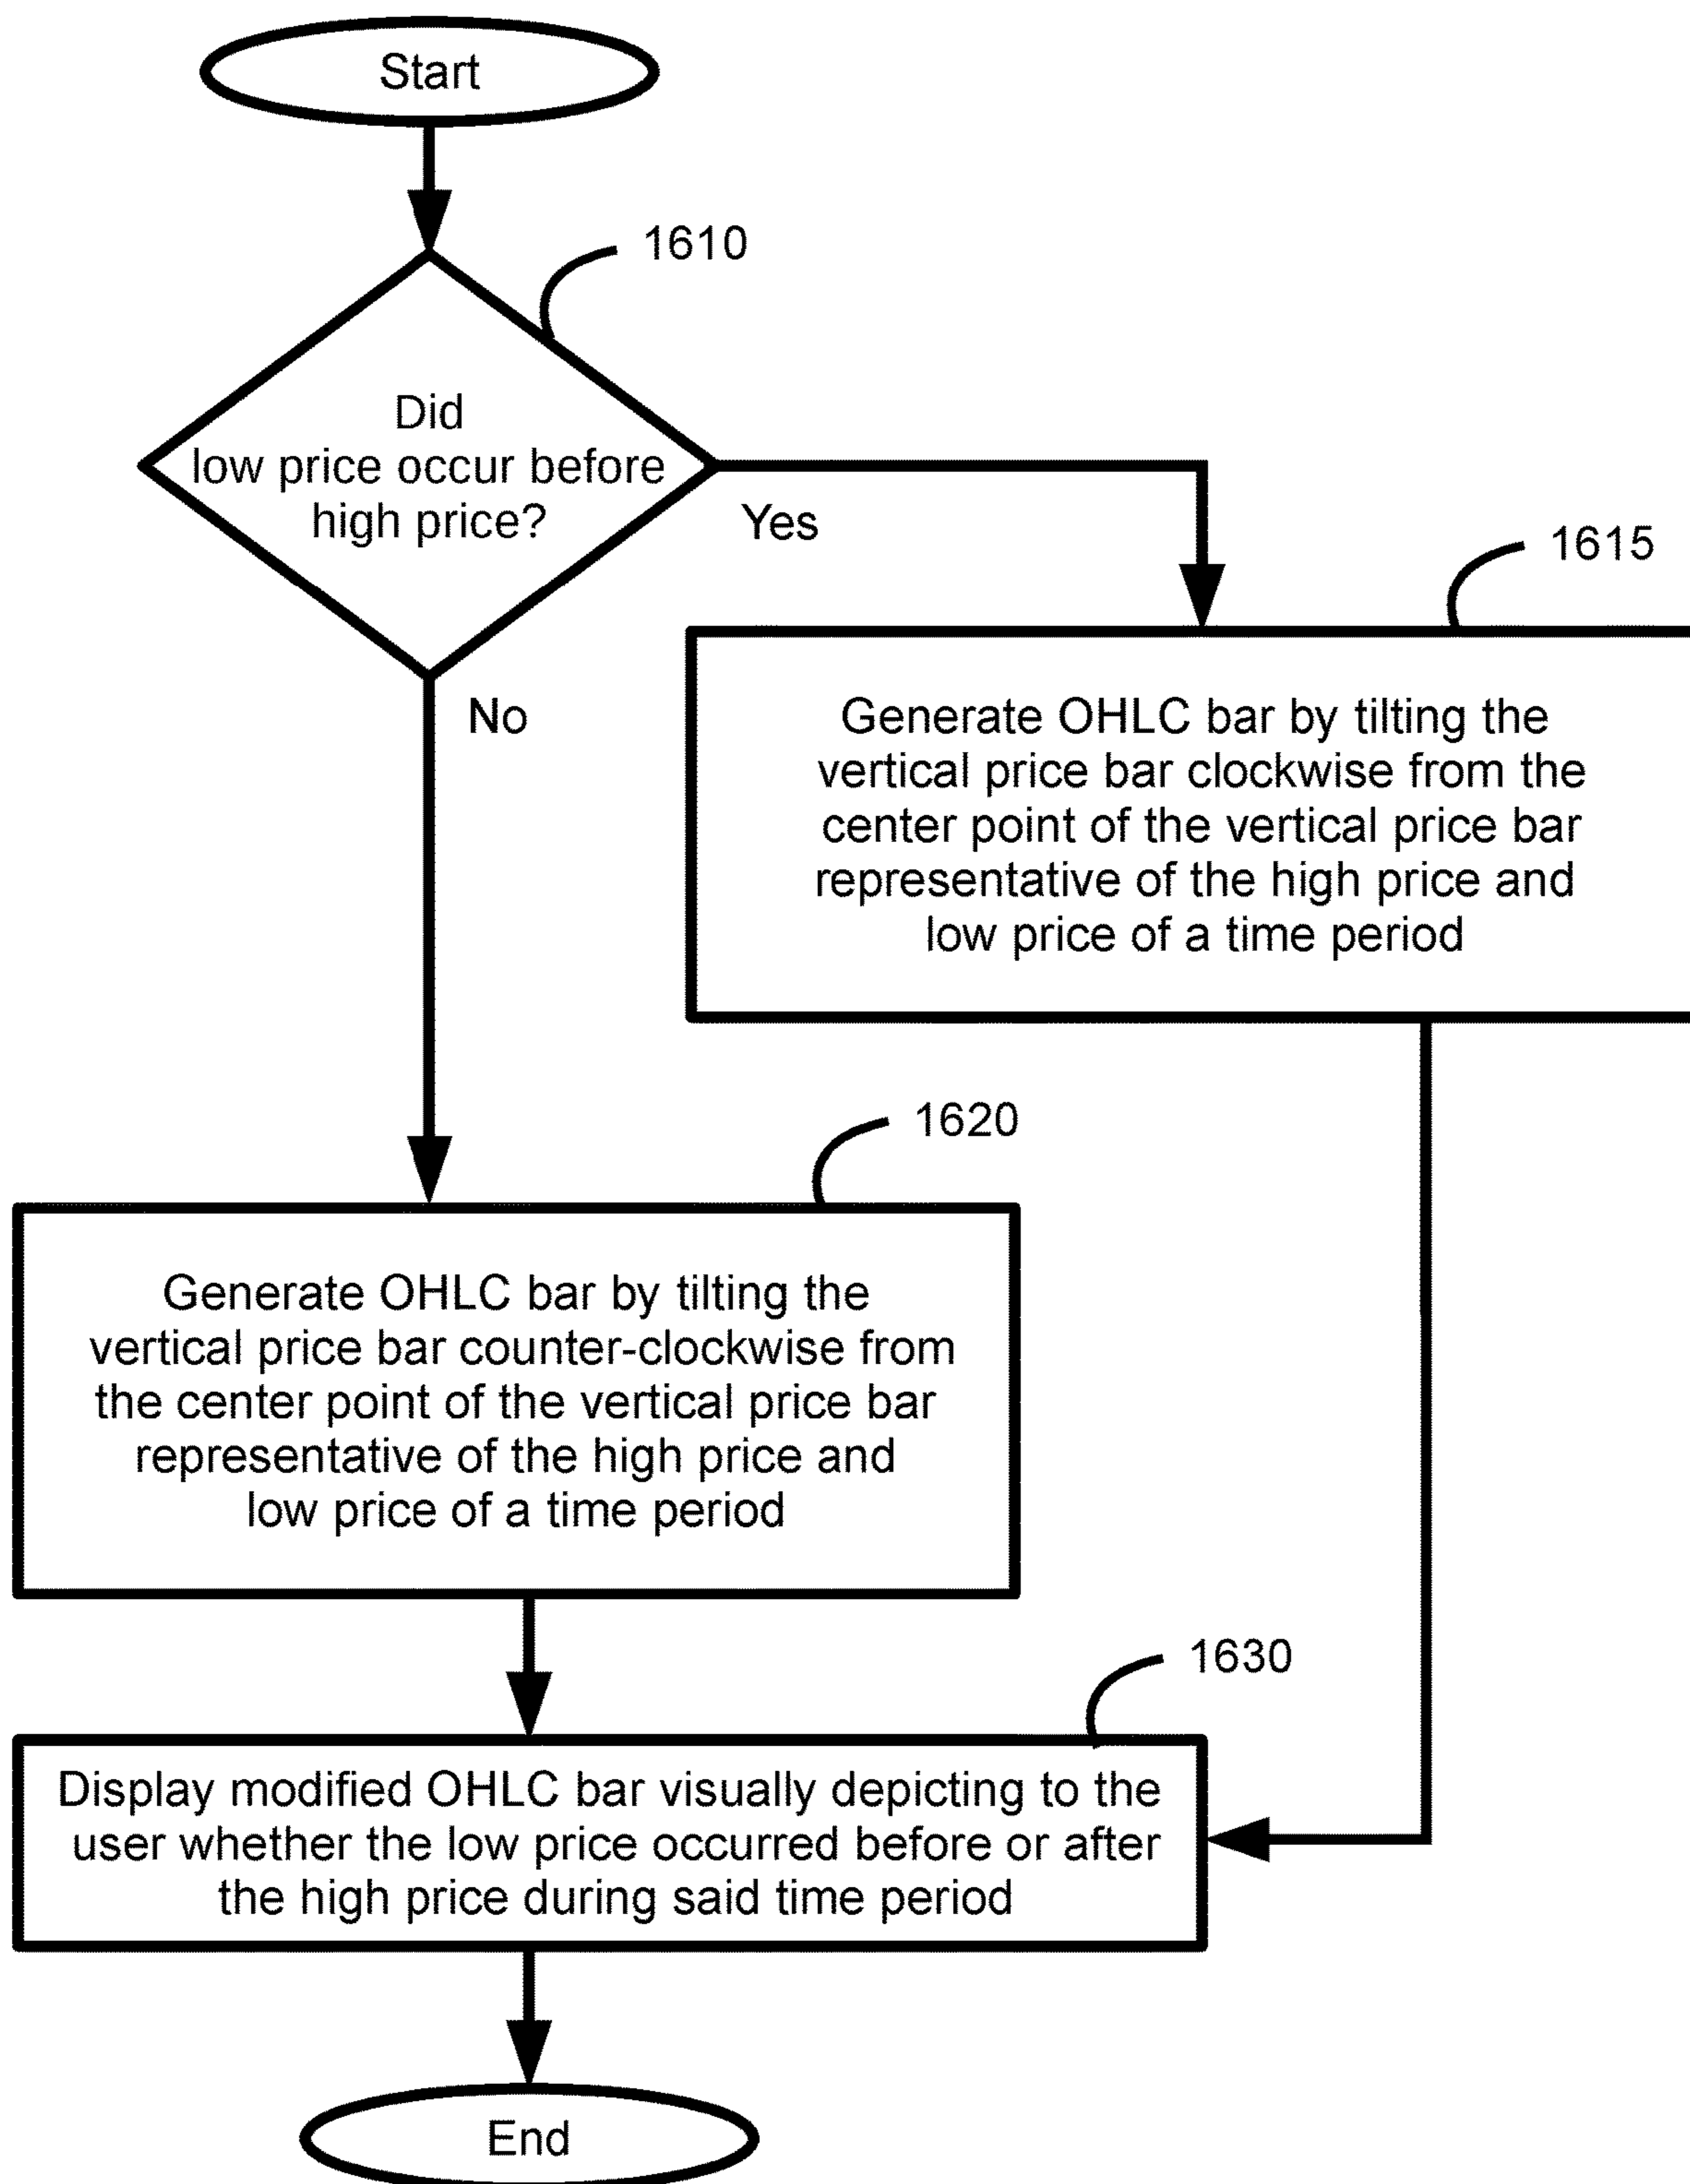 Start
1610
Did
low price occur before
high price?
Yes
No
1615
Generate OHLC bar by tilting the
vertical price bar clockwise from the
center point of the vertical price bar
representative of the high price and
low price of a time period
1620
Generate OHLC bar by tilting the
vertical price bar counter-clockwise from
the center point of the vertical price bar
representative of the high price and
low price of a time period
1630
Display modified OHLC bar visually depicting to the
user whether the low price occurred before or after
the high price during said time period
End